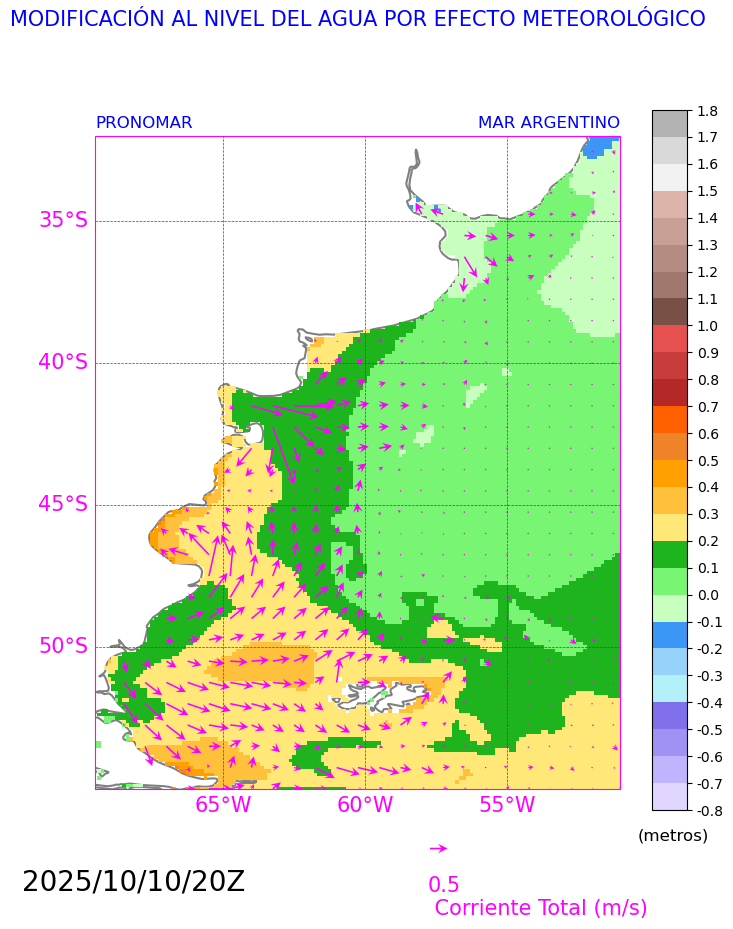 MODIFICACIÓN AL NIVEL DEL AGUA POR EFECTO METEOROLÓGICO
PRONOMAR MAR ARGENTINO
35°S
40°S
45°S
50°S
65°W 60°W 55°W
1.8
1.7
1.6
1.5
1.4
1.3
1.2
1.1
1.0
0.9
0.8
0.7
0.6
0.5
0.4
0.3
0.2
0.1
0.0
-0.1
-0.2
-0.3
-0.4
-0.5
-0.6
-0.7
-0.8
(metros)
2025/10/10/20Z
0.5
Corriente Total (m/s)